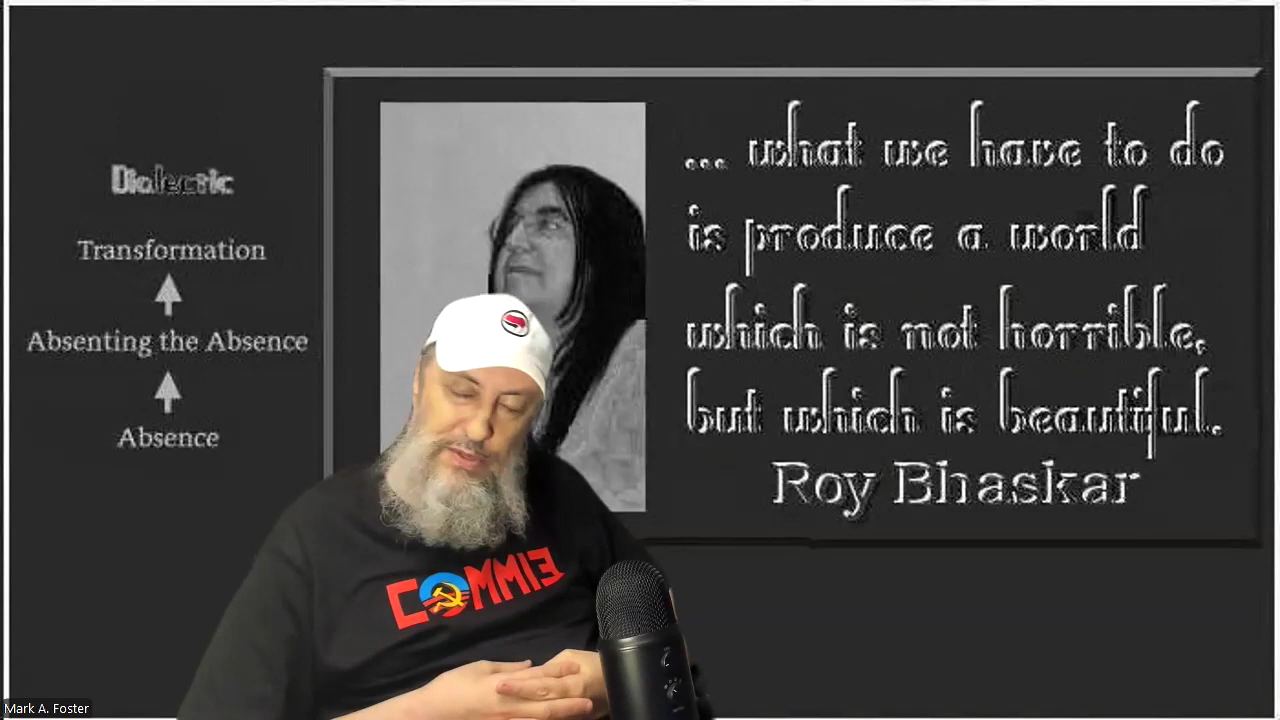 Dialectic
Transformation
Absenting the Absence
Absence
... what we have to do
is produce a world
which is not horrible,
but which is beautiful.
Roy Bhaskar
COMMIE
Mark A. Foster